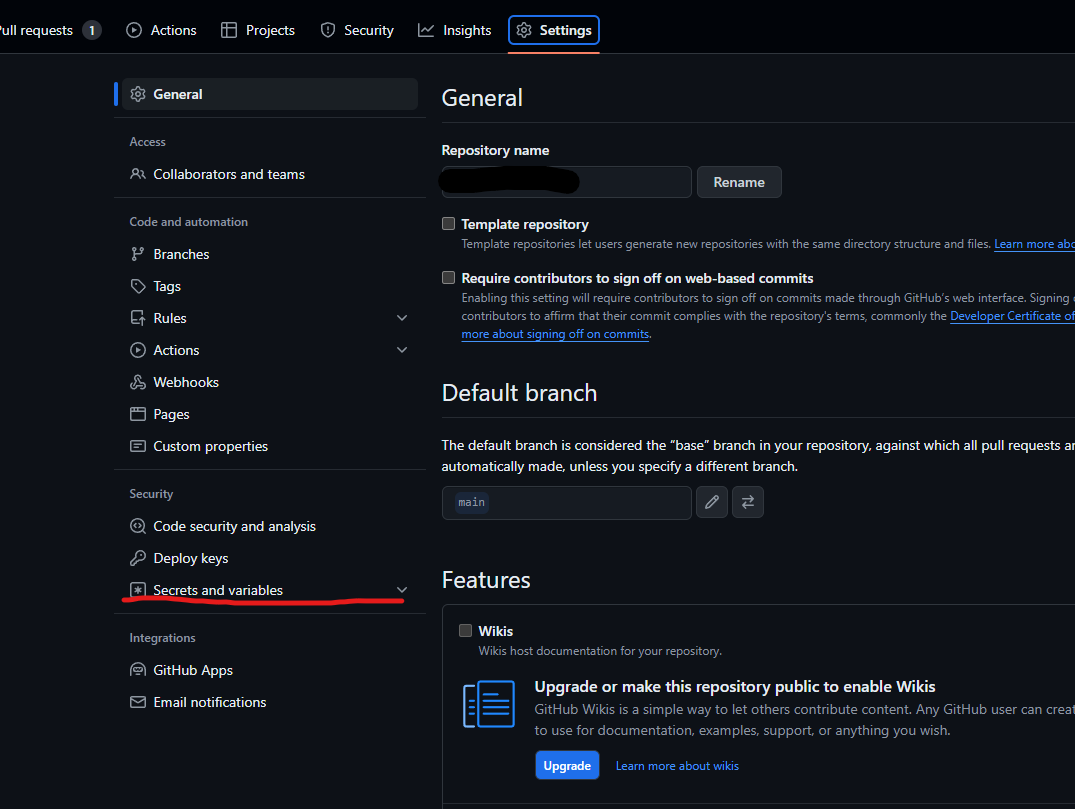 ull requests 1 Actions Projects Security Insights Settings
General
Access
Collaborators and teams
Code and automation
Branches
Tags
Rules
Actions
Webhooks
Pages
Custom properties
Security
Code security and analysis
Deploy keys
Secrets and variables
Integrations
GitHub Apps
Email notifications
General
Repository name
Rename
Template repository
Template repositories let users generate new repositories with the same directory structure and files. Learn more abo
Require contributors to sign off on web-based commits
Enabling this setting will require contributors to sign off on commits made through GitHub's web interface. Signing
contributors to affirm that their commit complies with the repository's terms, commonly the Developer Certificate of
more about signing off on commits.
Default branch
The default branch is considered the "base" branch in your repository, against which all pull requests ar
automatically made, unless you specify a different branch.
main
Features
Wikis
Wikis host documentation for your repository.
Upgrade or make this repository public to enable Wikis
GitHub Wikis is a simple way to let others contribute content. Any GitHub user can creat
to use for documentation, examples, support, or anything you wish.
Upgrade Learn more about wikis